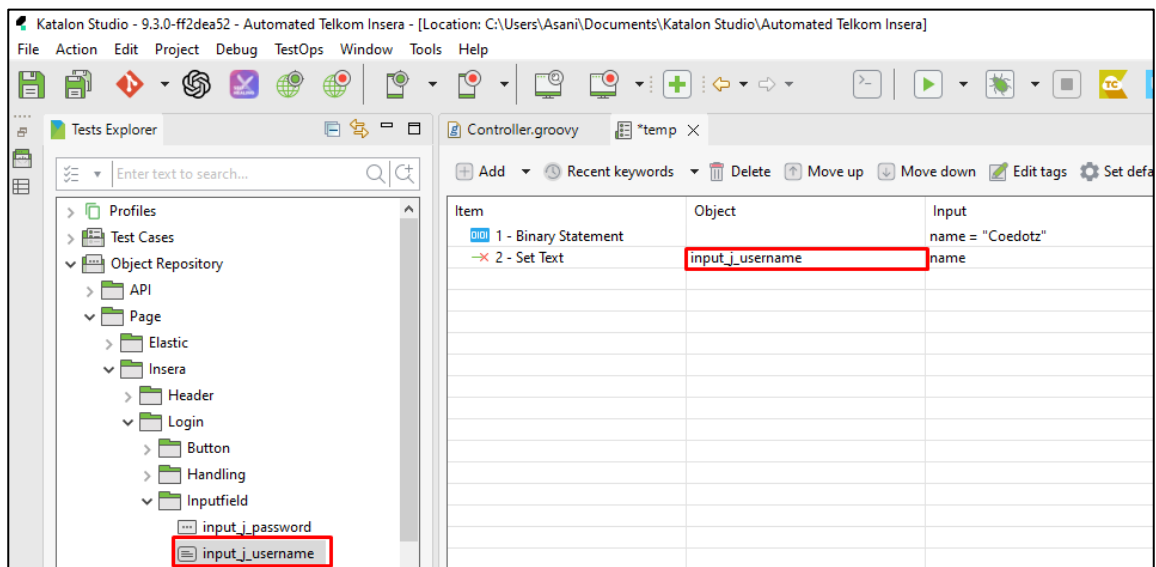 Katalon Studio - 9.3.0-ff2dea52 - Automated Telkom Insera - [Location: C:\Users\Asani\Documents\Katalon Studio\Automated Telkom Insera]
File Action Edit Project Debug TestOps Window Tools Help
TC
Tests Explorer
Controller.groovy
*temp
Enter text to search...
Add Recent keywords Delete Move up Move down Edit tags Set defa
Profiles
Test Cases
Object Repository
API
Page
Elastic
Insera
Header
Login
Button
Handling
Inputfield
input_j_password
input_j_username
Item Object Input
1 - Binary Statement name = "Coedotz"
2 - Set Text input_j_username name